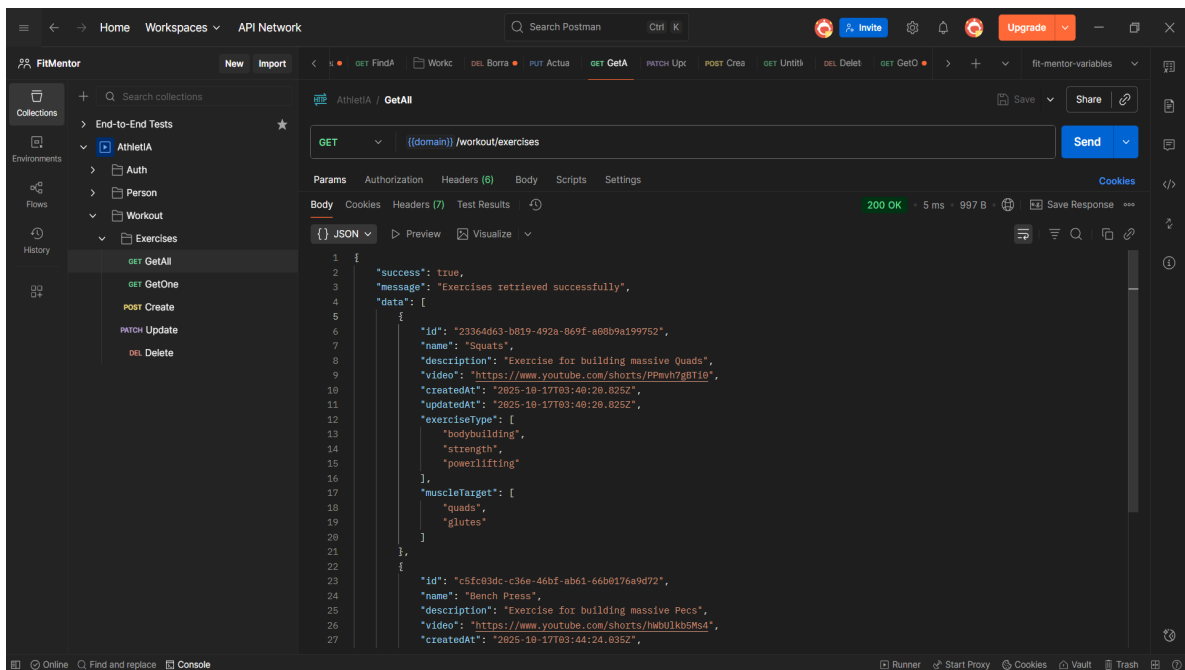 Home Workspaces API Network Search Postman Ctrl K Invite Upgrade
FitMentor New Import
GET FindA Workc DEL Borra PUT Actua GET GetA PATCH Upc POST Crea GET Untitle DEL Delet GET GetO fit-mentor-variables
Collections
Environments
Flows
History
Search collections
End-to-End Tests
AthletIA
Auth
Person
Workout
Exercises
GET GetAll
GET GetOne
POST Create
PATCH Update
DEL Delete
HTTP AthletIA / GetAll Save Share
GET {{domain}} /workout/exercises Send
Params Authorization Headers (6) Body Scripts Settings Cookies
Body Cookies Headers (7) Test Results 200 OK 5 ms 997 B e.g. Save Response
{} JSON Preview Visualize
1 {
2 "success": true,
3 "message": "Exercises retrieved successfully",
4 "data": [
5 {
6 "id": "23364d63-b819-492a-869f-a08b9a199752",
7 "name": "Squats",
8 "description": "Exercise for building massive Quads",
9 "video": "https://www.youtube.com/shorts/PPmvh7gBTi0",
10 "createdAt": "2025-10-17T03:40:20.825Z",
11 "updatedAt": "2025-10-17T03:40:20.825Z",
12 "exerciseType": [
13 "bodybuilding",
14 "strength",
15 "powerlifting"
16 ],
17 "muscleTarget": [
18 "quads",
19 "glutes"
20 ]
21 },
22 {
23 "id": "c5fc03dc-c36e-46bf-ab61-66b0176a9d72",
24 "name": "Bench Press",
25 "description": "Exercise for building massive Pecs",
26 "video": "https://www.youtube.com/shorts/hWbUlkb5Ms4",
27 "createdAt": "2025-10-17T03:44:24.035Z",
Online Find and replace Console Runner Start Proxy Cookies Vault Trash